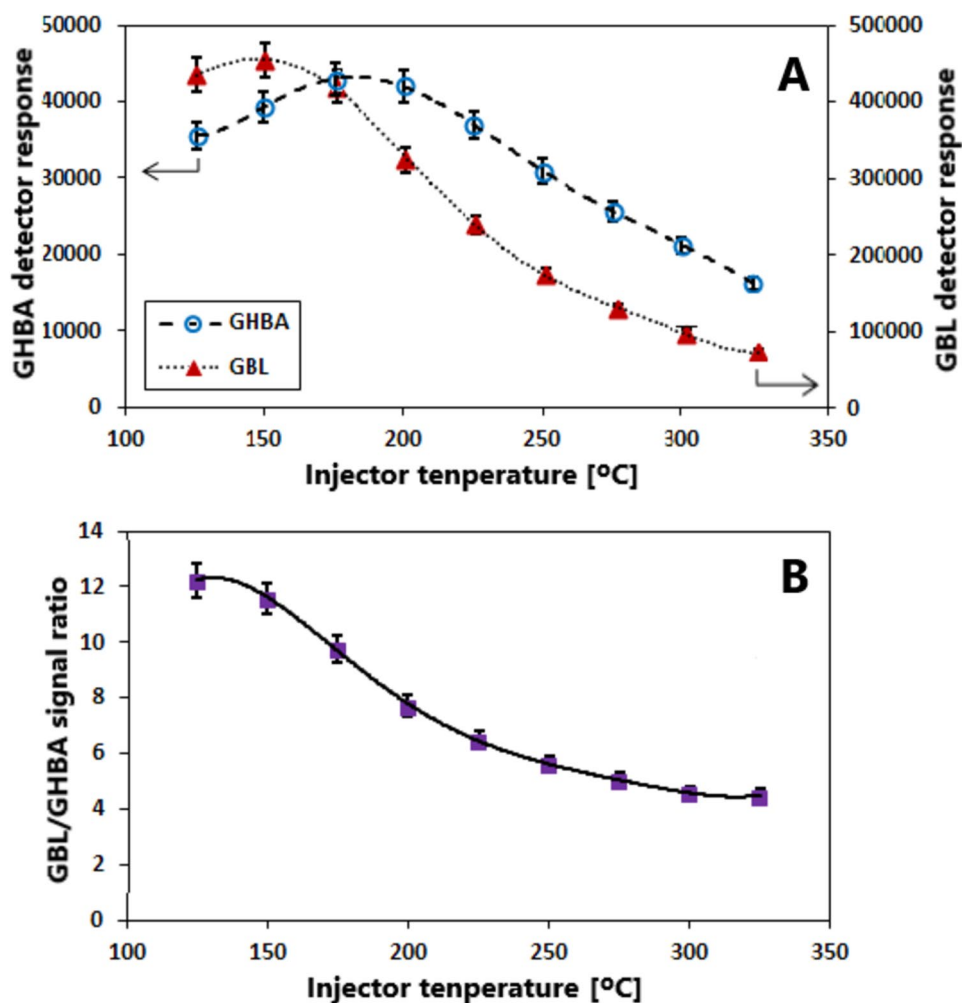 50000
40000
30000
20000
10000
0
GHBA detector response
A
500000
400000
300000
200000
100000
0
GBL detector response
GHBA
GBL
100 150 200 250 300 350
Injector tenperature [ºC]
14
12
10
8
6
4
2
0
GBL/GHBA signal ratio
B
100 150 200 250 300 350
Injector tenperature [ºC]